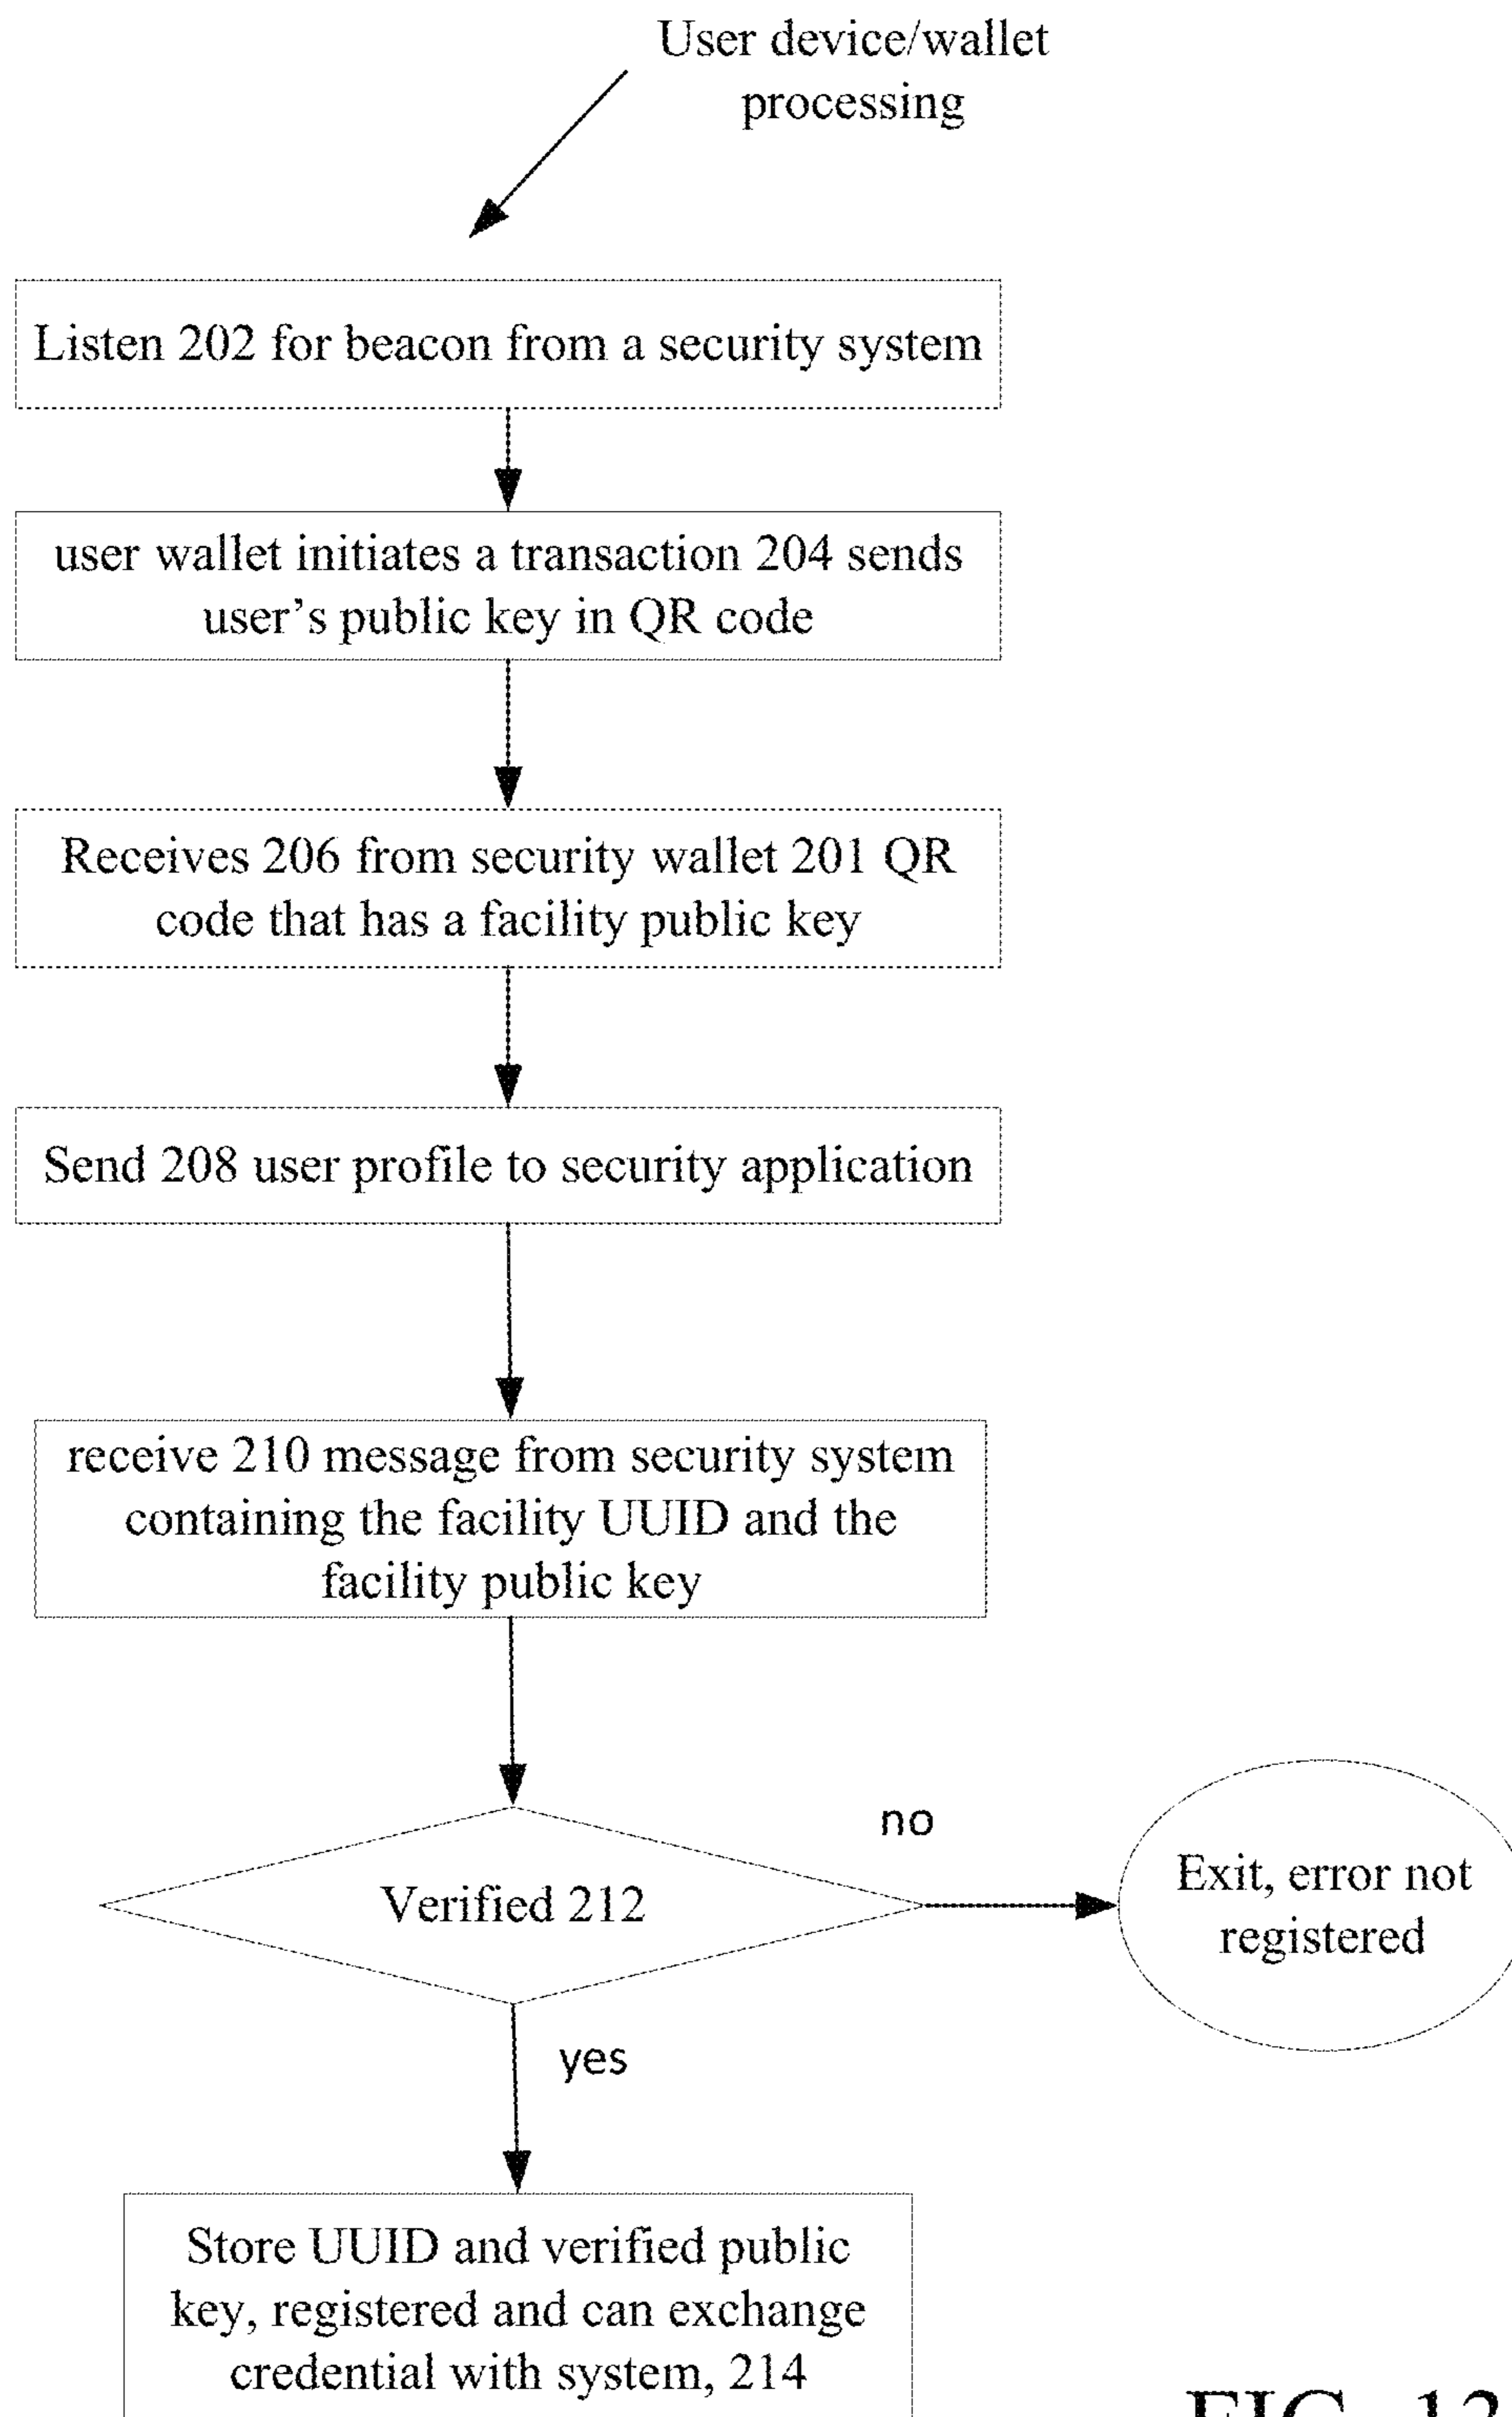 User device/wallet
processing
Listen 202 for beacon from a security system
user wallet initiates a transaction 204 sends
user’s public key in QR code
Receives 206 from security wallet 201 QR
code that has a facility public key
Send 208 user profile to security application
receive 210 message from security system
containing the facility UUID and the
facility public key
Verified 212
no
Exit, error not
registered
yes
Store UUID and verified public
key, registered and can exchange
credential with system, 214
FIG.